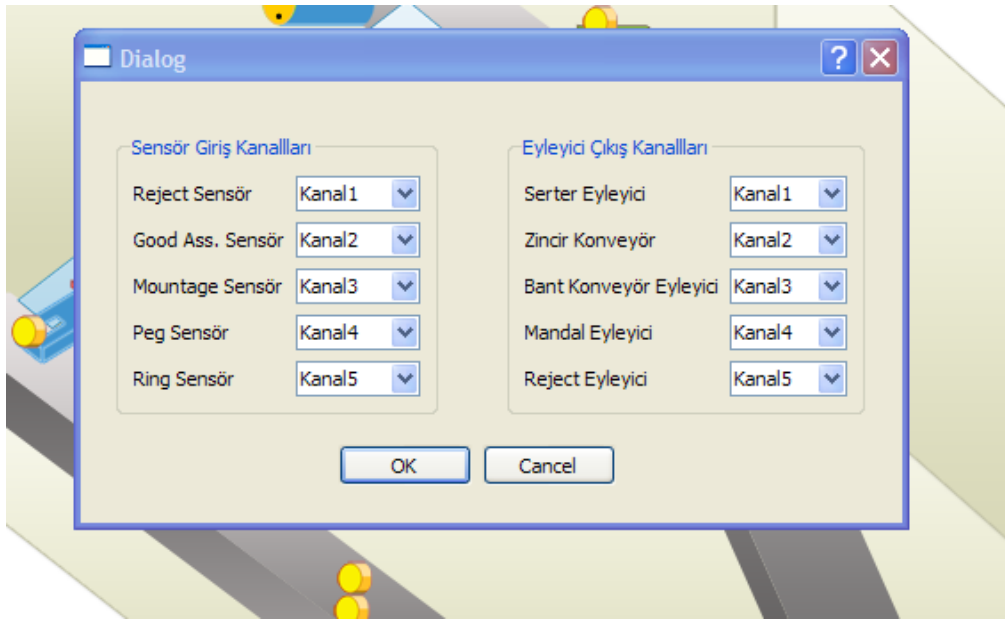 Dialog
Sensör Giriş Kanallları
Reject Sensör Kanal1
Good Ass. Sensör Kanal2
Mountage Sensör Kanal3
Peg Sensör Kanal4
Ring Sensör Kanal5
Eyleyici Çıkış Kanallları
Serter Eyleyici Kanal1
Zincir Konveyör Kanal2
Bant Konveyör Eyleyici Kanal3
Mandal Eyleyici Kanal4
Reject Eyleyici Kanal5
OK Cancel